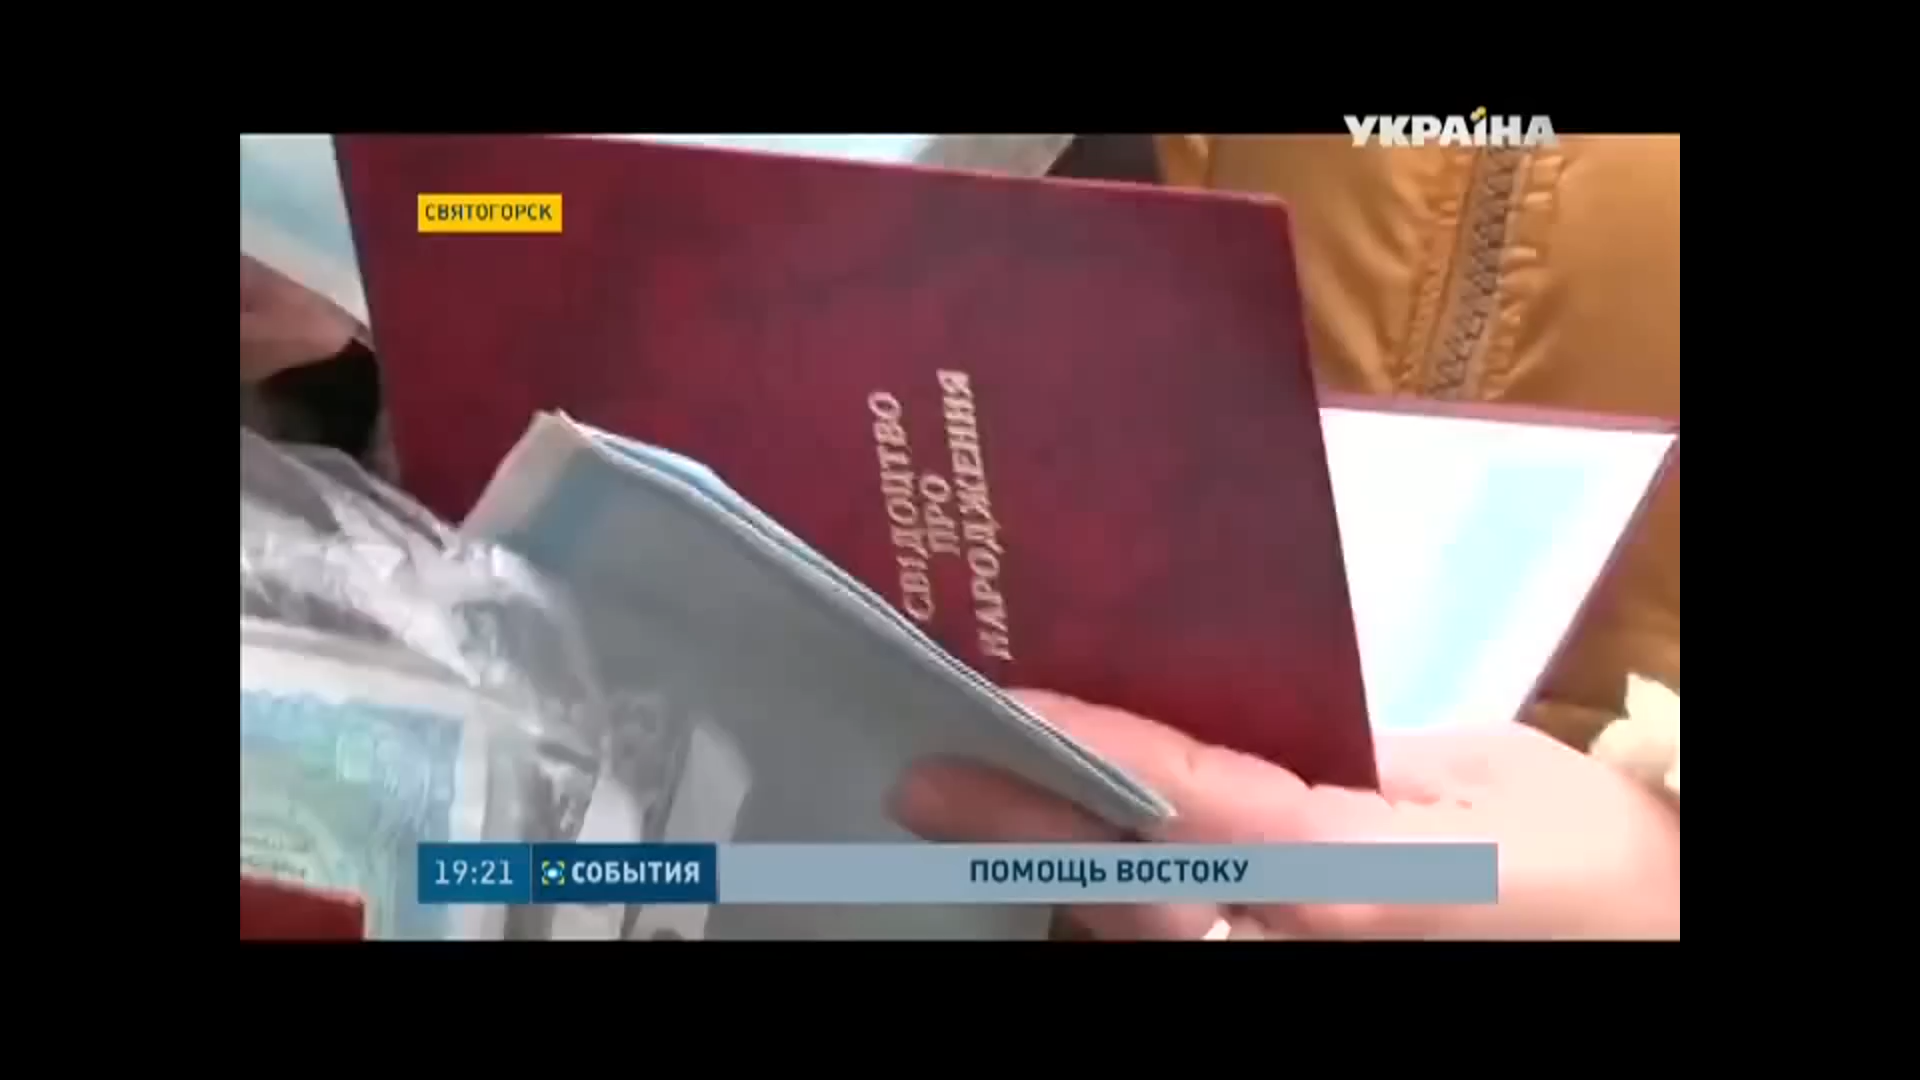 УКРАЇНА
СВЯТОГОРСК
СВІДОЦТВО
ПРО
НАРОДЖЕННЯ
19:21
СОБЫТИЯ
ПОМОЩЬ ВОСТОКУ